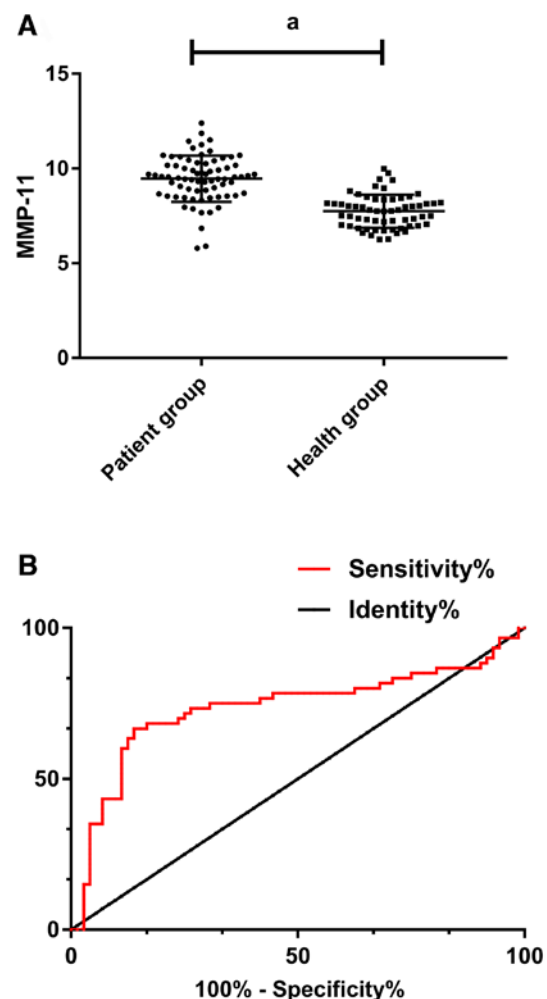 A
a
15
10
5
0
MMP-11
Patient group
Health group
B
Sensitivity%
Identity%
100
50
0
0 50 100
100% - Specificity%